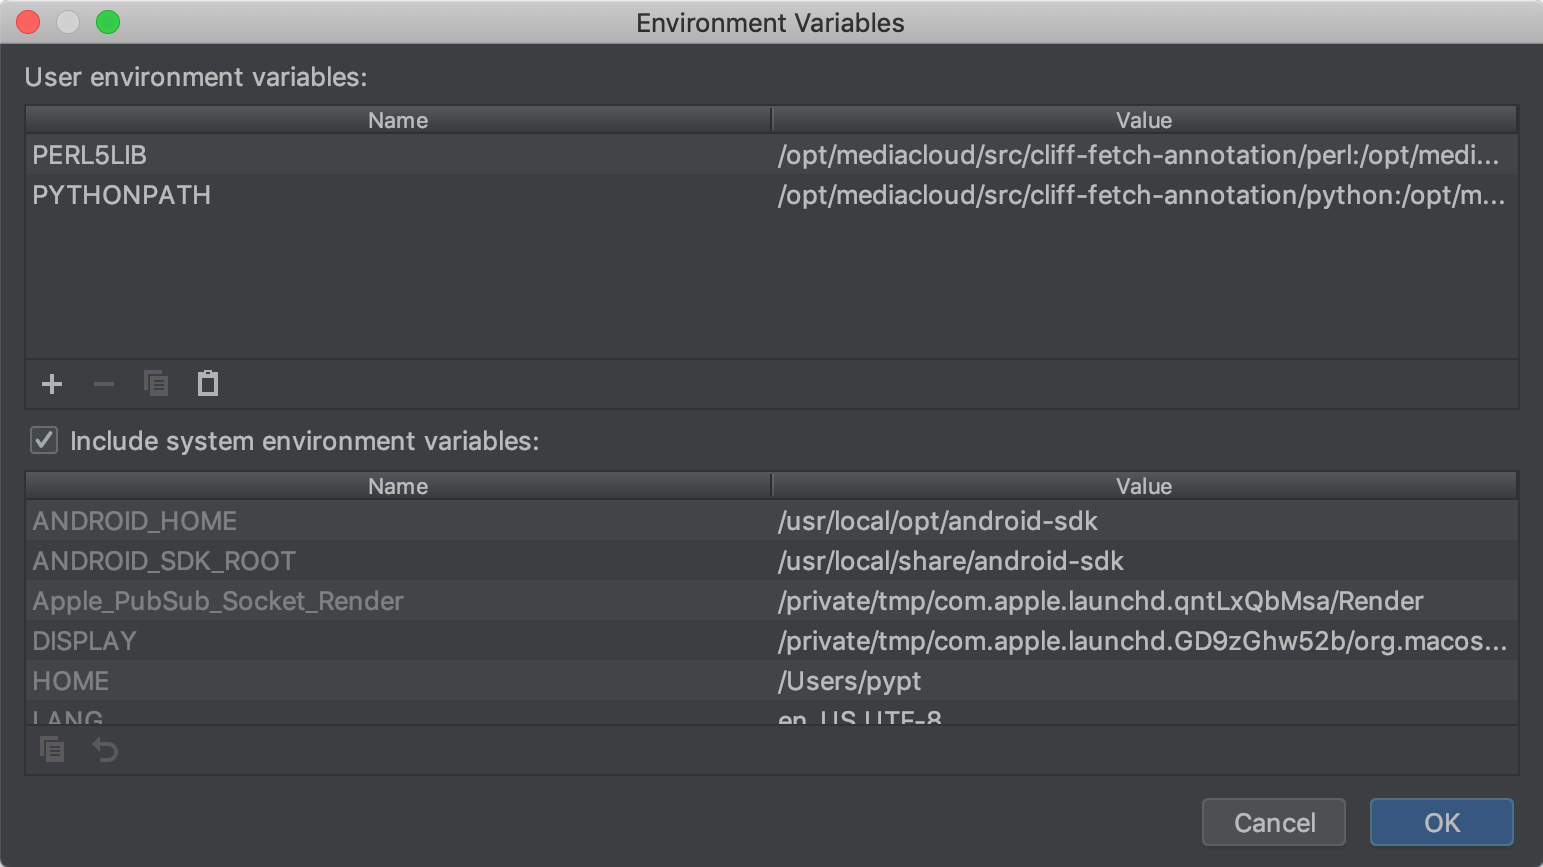 Environment Variables
User environment variables:
Name Value
PERL5LIB /opt/mediacloud/src/cliff-fetch-annotation/perl:/opt/medi...
PYTHONPATH /opt/mediacloud/src/cliff-fetch-annotation/python:/opt/m...
Include system environment variables:
Name Value
ANDROID_HOME /usr/local/opt/android-sdk
ANDROID_SDK_ROOT /usr/local/share/android-sdk
Apple_PubSub_Socket_Render /private/tmp/com.apple.launchd.qntLxQbMsa/Render
DISPLAY /private/tmp/com.apple.launchd.GD9zGhw52b/org.macos...
HOME /Users/pypt
LANG en_US.UTF-8
Cancel OK